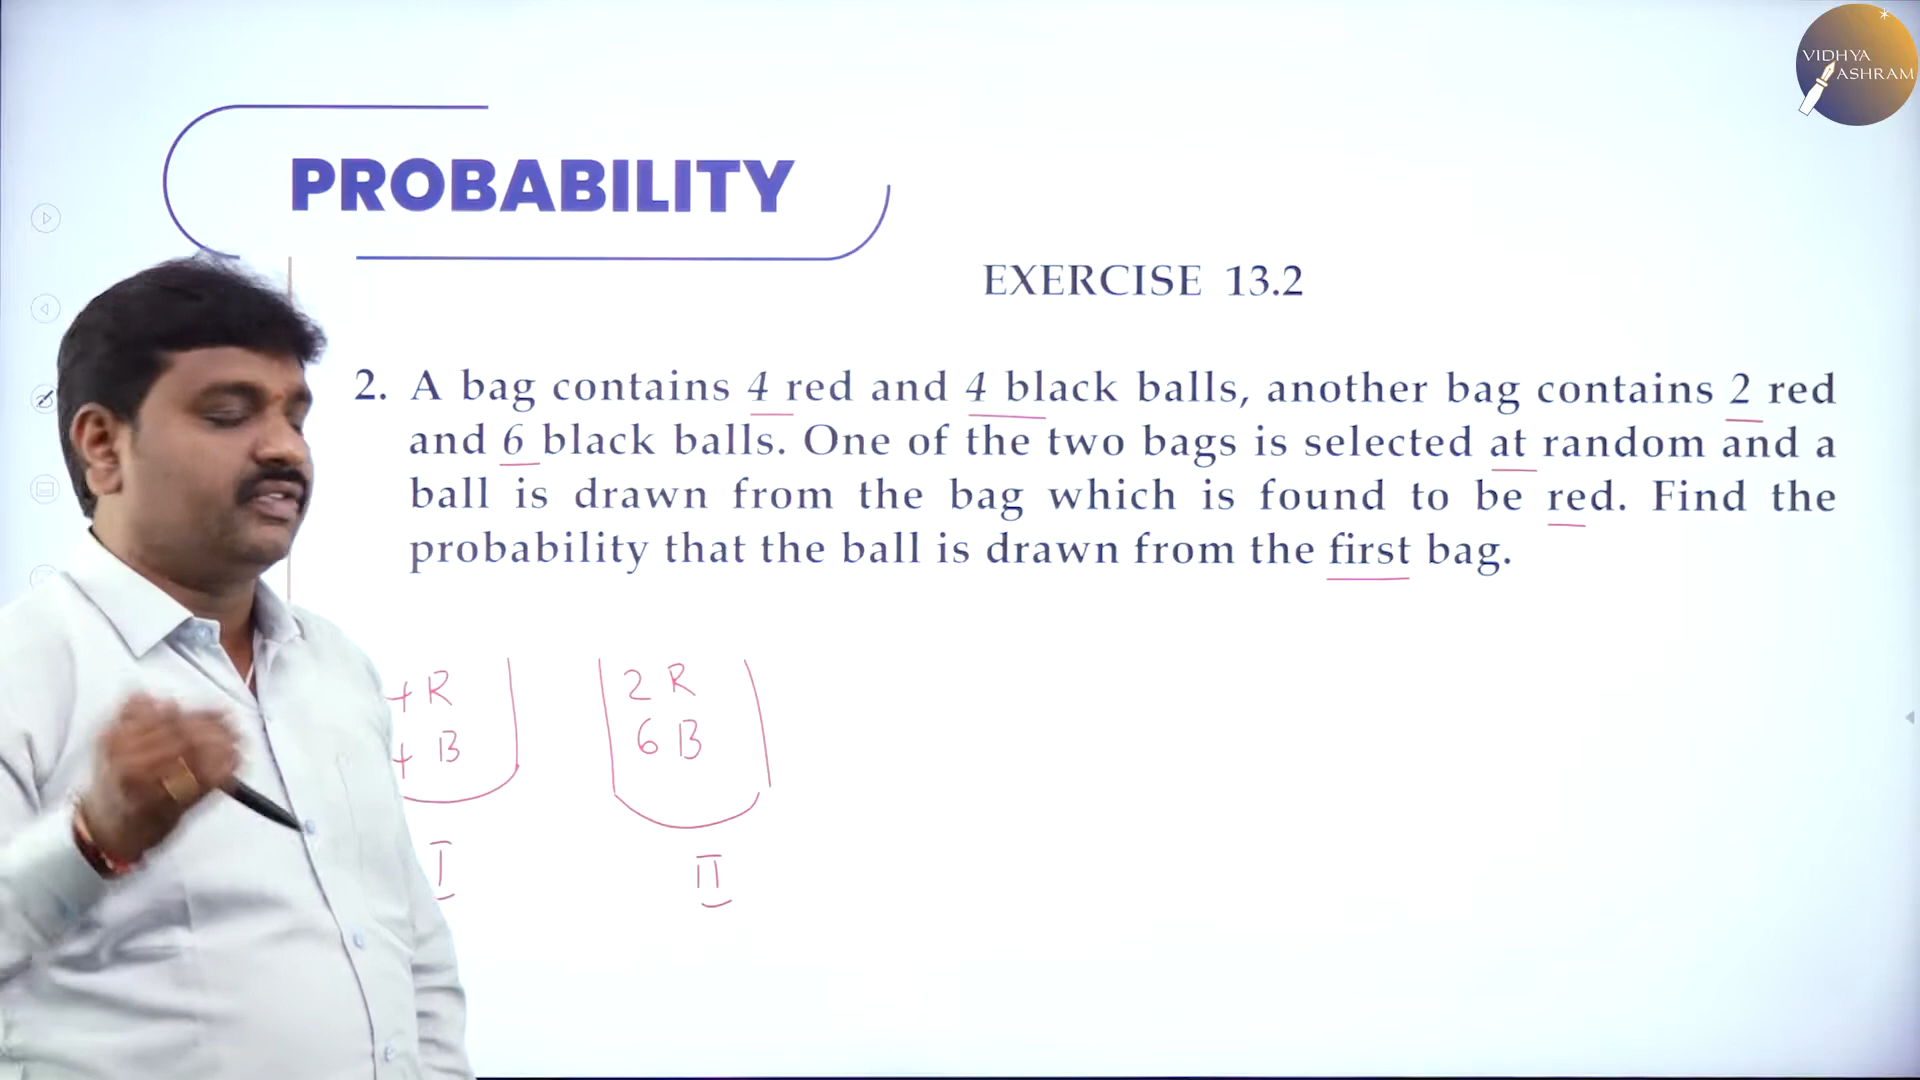 VIDHYA
ASHRAM
PROBABILITY
EXERCISE 13.2
2. A bag contains 4 red and 4 black balls, another bag contains 2 red
and 6 black balls. One of the two bags is selected at random and a
ball is drawn from the bag which is found to be red. Find the
probability that the ball is drawn from the first bag.
4 R
4 B
2 R
6 B
I
II